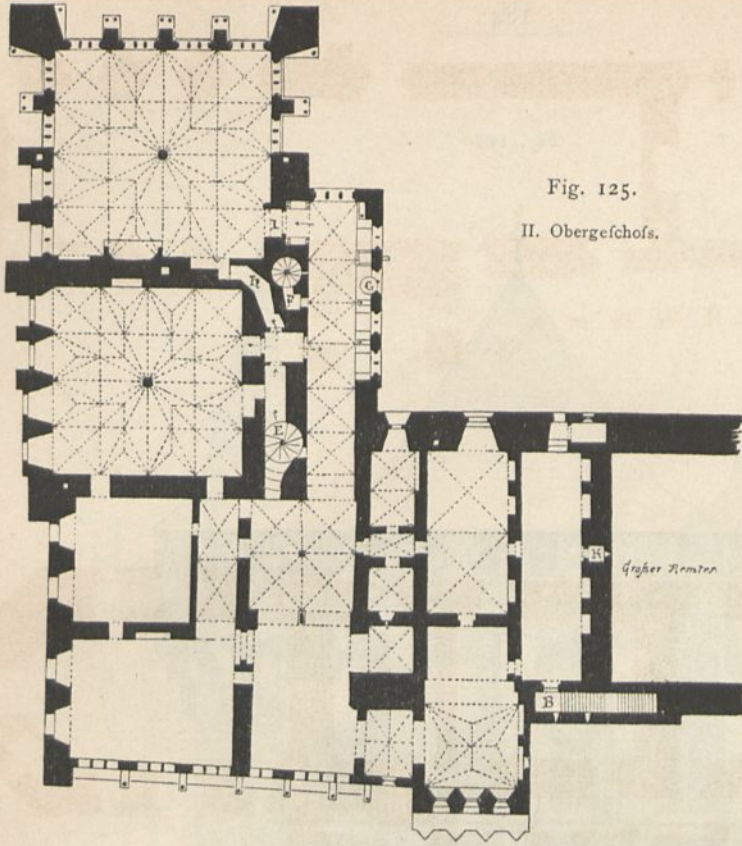 Fig. 125.
II. Obergeſchoſs.
I
H
F
G
E
K
Großer Remter
B